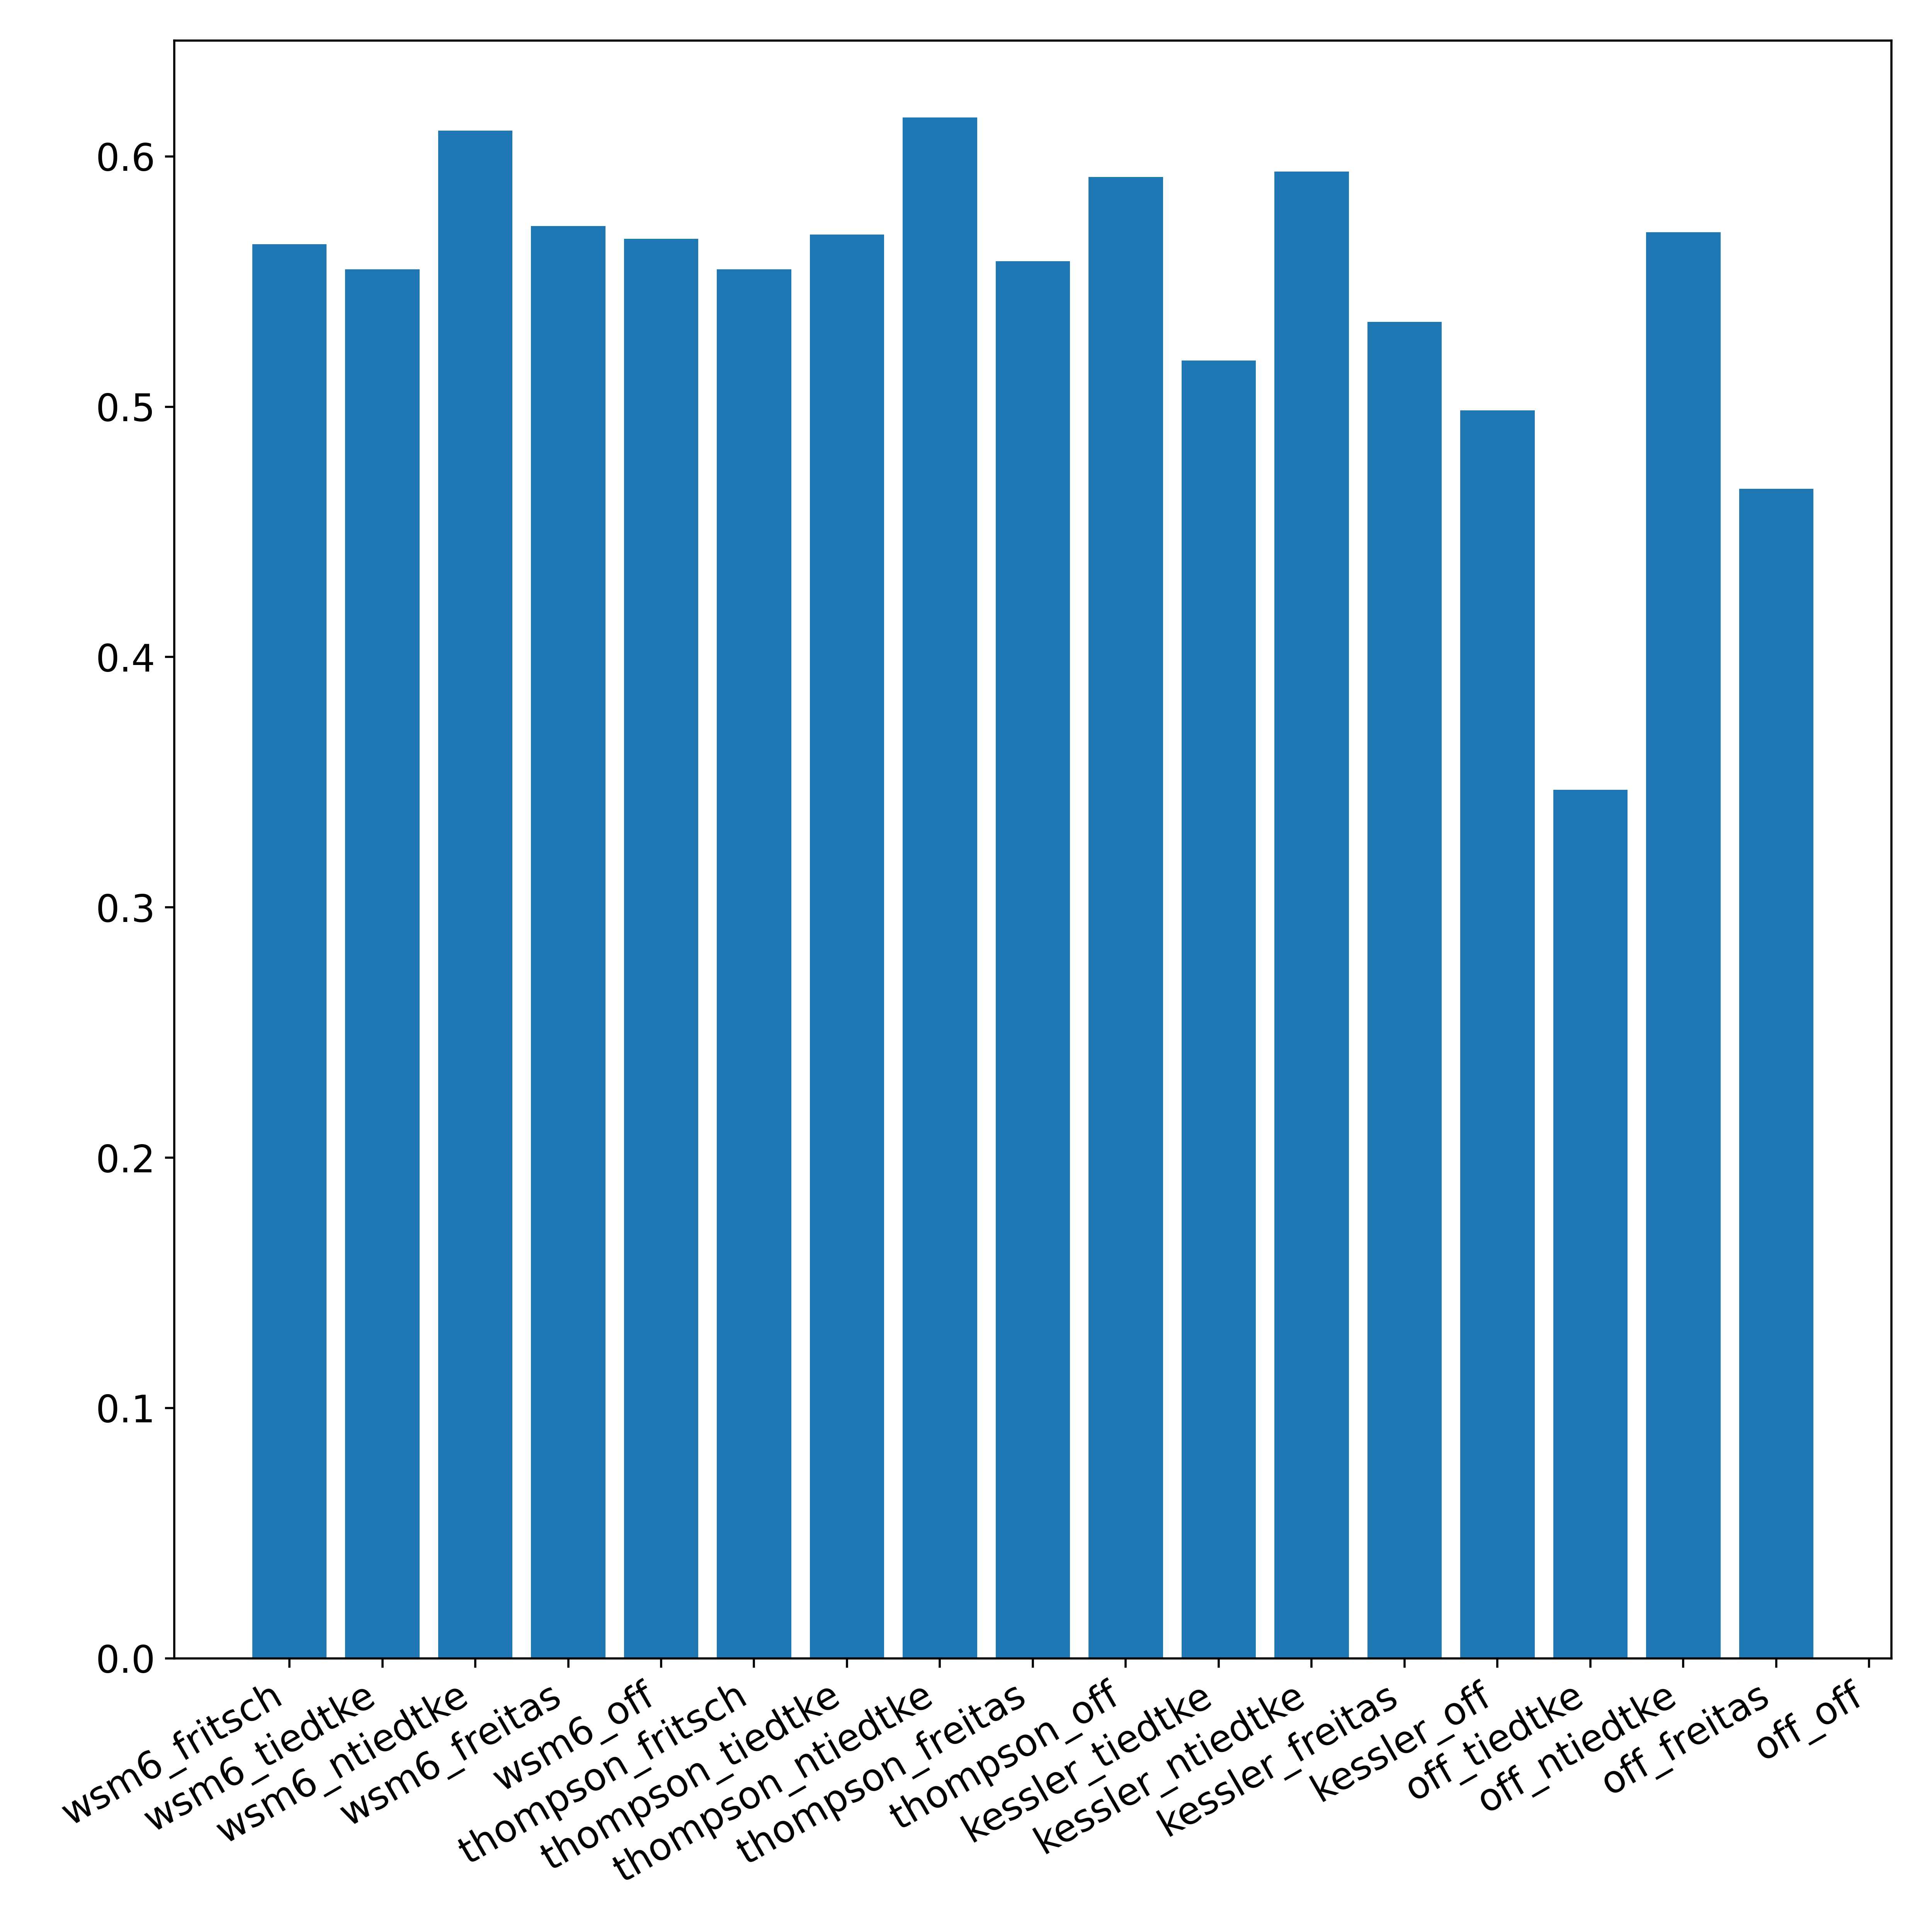 0.6
0.5
0.4
0.3
0.2
0.1
0.0
wsm6_fritsch
wsm6_tiedtke
wsm6_ntiedtke
wsm6_freitas
wsm6_off
thompson_fritsch
thompson_tiedtke
thompson_ntiedtke
thompson_freitas
thompson_off
kessler_tiedtke
kessler_ntiedtke
kessler_freitas
kessler_off
off_tiedtke
off_ntiedtke
off_freitas
off_off